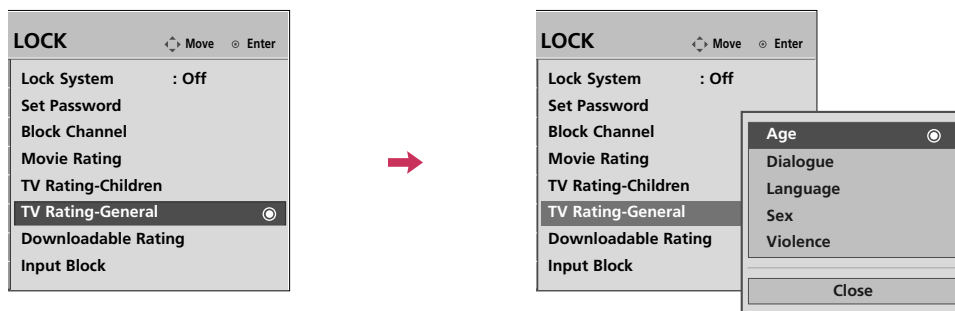 LOCK Move Enter
Lock System : Off
Set Password
Block Channel
Movie Rating
TV Rating-Children
TV Rating-General
Downloadable Rating
Input Block
LOCK Move Enter
Lock System : Off
Set Password
Block Channel
Movie Rating
TV Rating-Children
TV Rating-General
Downloadable Rating
Input Block
Age
Dialogue
Language
Sex
Violence
Close